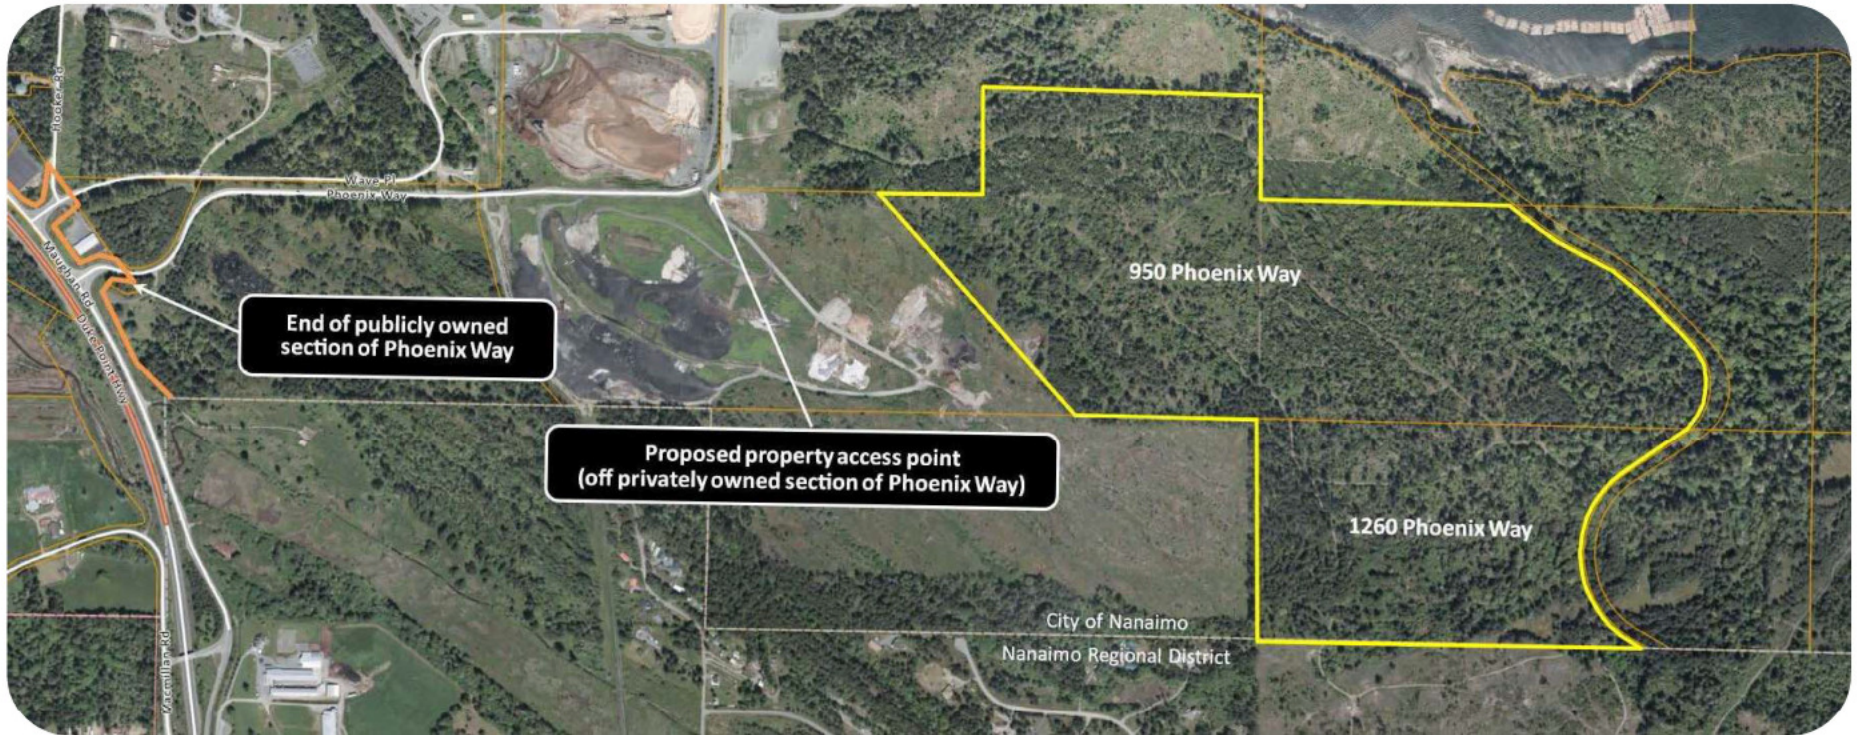 Hooker Rd
Wave Pl
Phoenix Way
Maughan Rd
Duke Point Hwy
950 Phoenix Way
End of publicly owned
section of Phoenix Way
Proposed property access point
(off privately owned section of Phoenix Way)
1260 Phoenix Way
City of Nanaimo
Nanaimo Regional District
Macmillan Rd